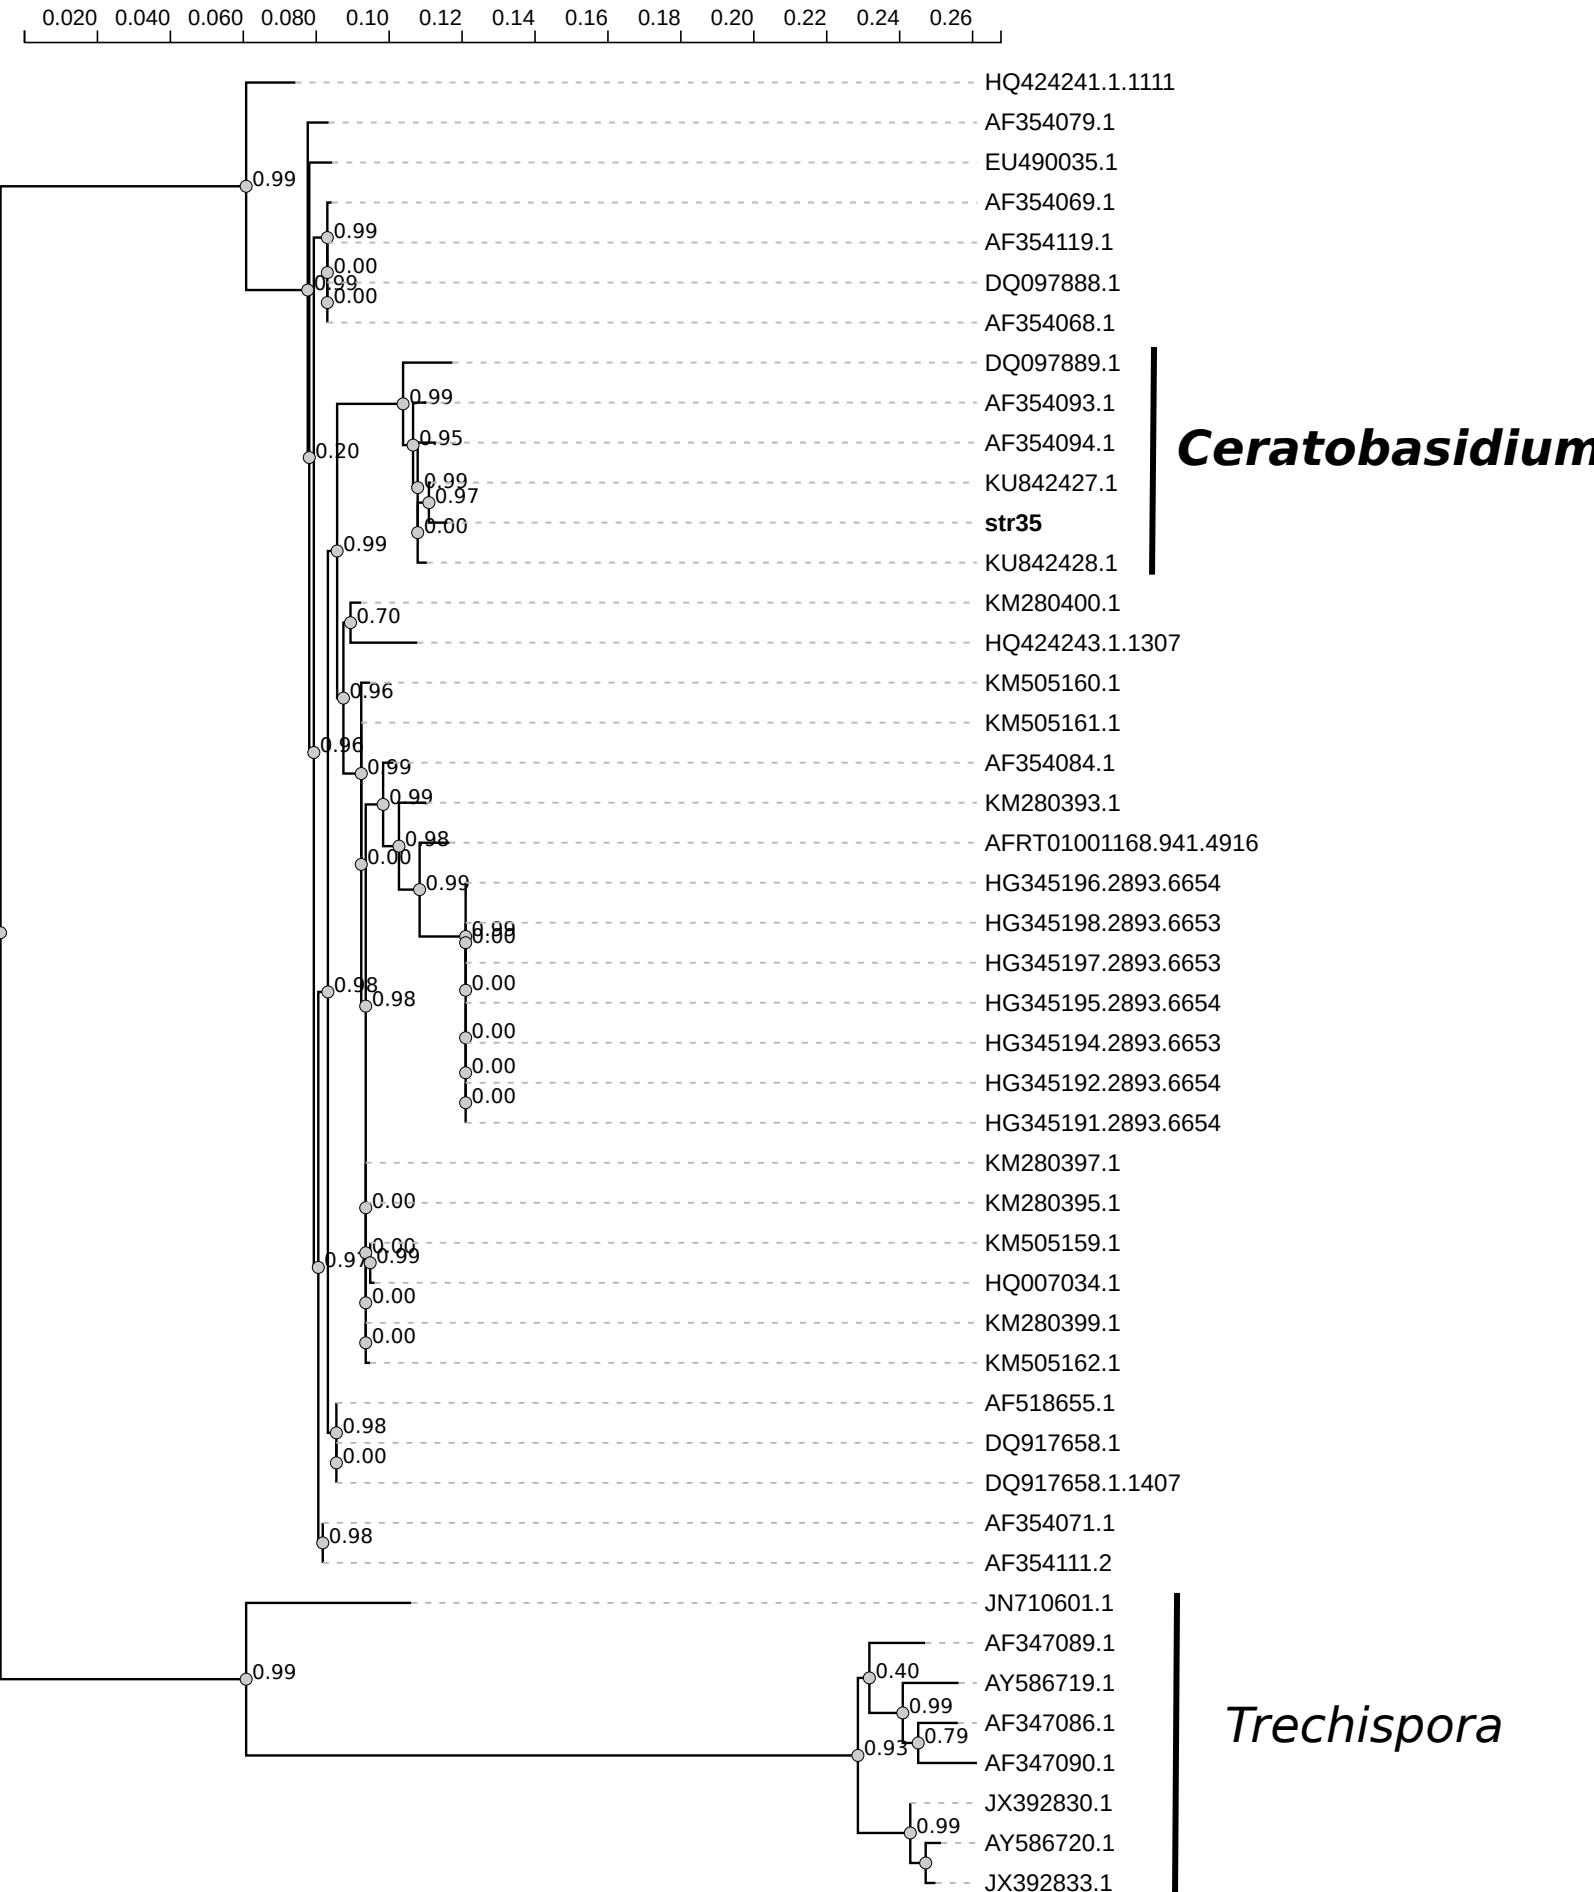 0.020 0.040 0.060 0.080 0.10 0.12 0.14 0.16 0.18 0.20 0.22 0.24 0.26
HQ424241.1.1111
AF354079.1
EU490035.1
0.99
AF354069.1
0.99
AF354119.1
0.00
DQ097888.1
0.99
0.00
AF354068.1
DQ097889.1
0.99
AF354093.1
0.95
AF354094.1
Ceratobasidium
0.20
0.99
KU842427.1
0.97
str35
0.00
0.99
KU842428.1
KM280400.1
0.70
HQ424243.1.1307
0.96
KM505160.1
KM505161.1
0.96
0.99
AF354084.1
0.99
KM280393.1
0.98
AFRT01001168.941.4916
0.00
0.99
HG345196.2893.6654
HG345198.2893.6653
0.99
0.00
HG345197.2893.6653
0.98
0.00
0.98
HG345195.2893.6654
0.00
HG345194.2893.6653
0.00
HG345192.2893.6654
0.00
HG345191.2893.6654
KM280397.1
0.00
KM280395.1
0.00
KM505159.1
0.97
0.99
HQ007034.1
0.00
KM280399.1
0.00
KM505162.1
AF518655.1
0.98
DQ917658.1
0.00
DQ917658.1.1407
AF354071.1
0.98
AF354111.2
JN710601.1
AF347089.1
0.99
0.40
AY586719.1
0.99
AF347086.1
Trechispora
0.93
0.79
AF347090.1
JX392830.1
0.99
AY586720.1
JX392833.1